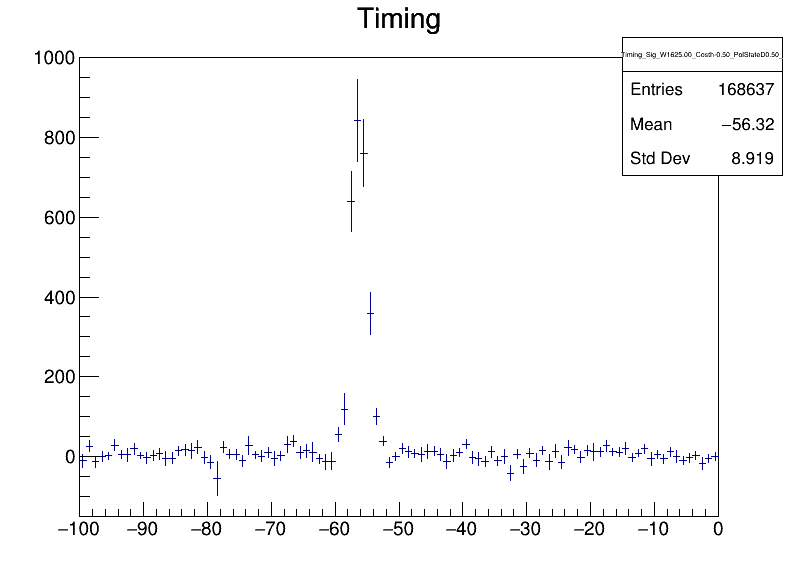 Timing
Timing_Sig_W1625.00_Costh-0.50_PolStateD0.50_
Entries 168637
Mean −56.32
Std Dev 8.919
1000
800
600
400
200
0
−100 −90 −80 −70 −60 −50 −40 −30 −20 −10 0